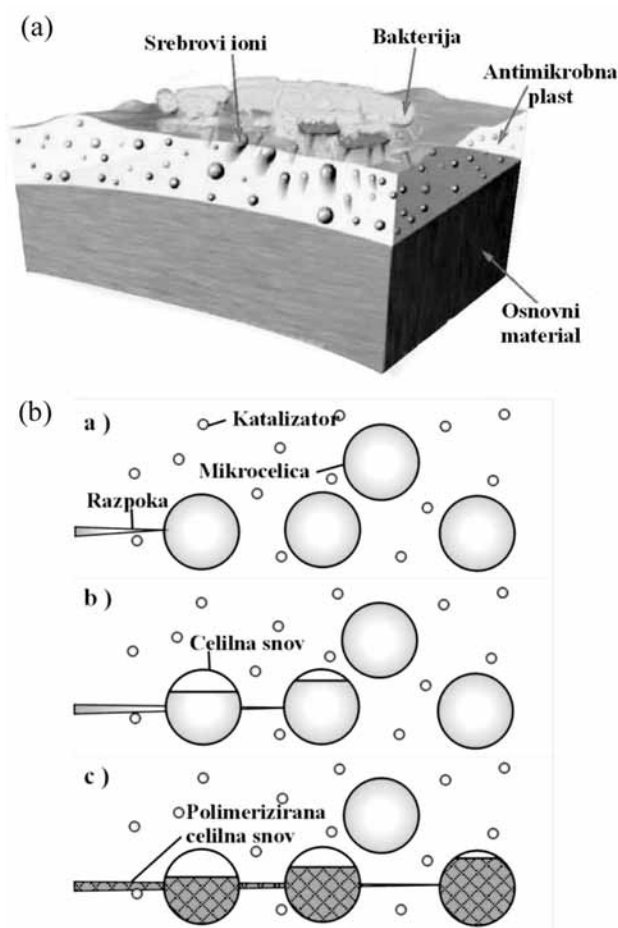 (a)
Srebrovi ioni
Bakterija
Antimikrobna
plast
Osnovni
material
(b)
a )
Katalizator
Mikrocelica
Razpoka
b )
Celilna snov
c )
Polimerizirana
celilna snov